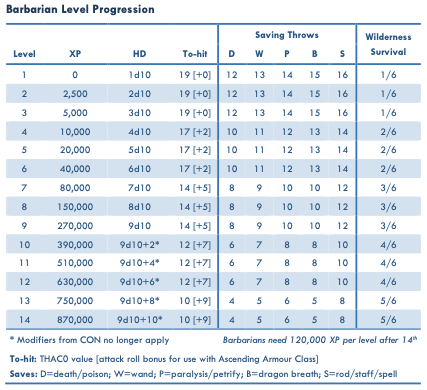 Barbarian Level Progression
Saving Throws Wilderness Survival
Level XP HD To-hit D W P B S
1 0 1d10 19 [+0] 12 13 14 15 16 1/6
2 2,500 2d10 19 [+0] 12 13 14 15 16 1/6
3 5,000 3d10 19 [+0] 12 13 14 15 16 1/6
4 10,000 4d10 17 [+2] 10 11 12 13 14 2/6
5 20,000 5d10 17 [+2] 10 11 12 13 14 2/6
6 40,000 6d10 17 [+2] 10 11 12 13 14 2/6
7 80,000 7d10 14 [+5] 8 9 10 10 12 3/6
8 150,000 8d10 14 [+5] 8 9 10 10 12 3/6
9 270,000 9d10 14 [+5] 8 9 10 10 12 3/6
10 390,000 9d10+2* 12 [+7] 6 7 8 8 10 4/6
11 510,000 9d10+4* 12 [+7] 6 7 8 8 10 4/6
12 630,000 9d10+6* 12 [+7] 6 7 8 8 10 4/6
13 750,000 9d10+8* 10 [+9] 4 5 6 5 8 5/6
14 870,000 9d10+10* 10 [+9] 4 5 6 5 8 5/6
* Modifiers from CON no longer apply Barbarians need 120,000 XP per level after 14th
To-hit: THAC0 value [attack roll bonus for use with Ascending Armour Class]
Saves: D=death/poison; W=wand; P=paralysis/petrify; B=dragon breath; S=rod/staff/spell